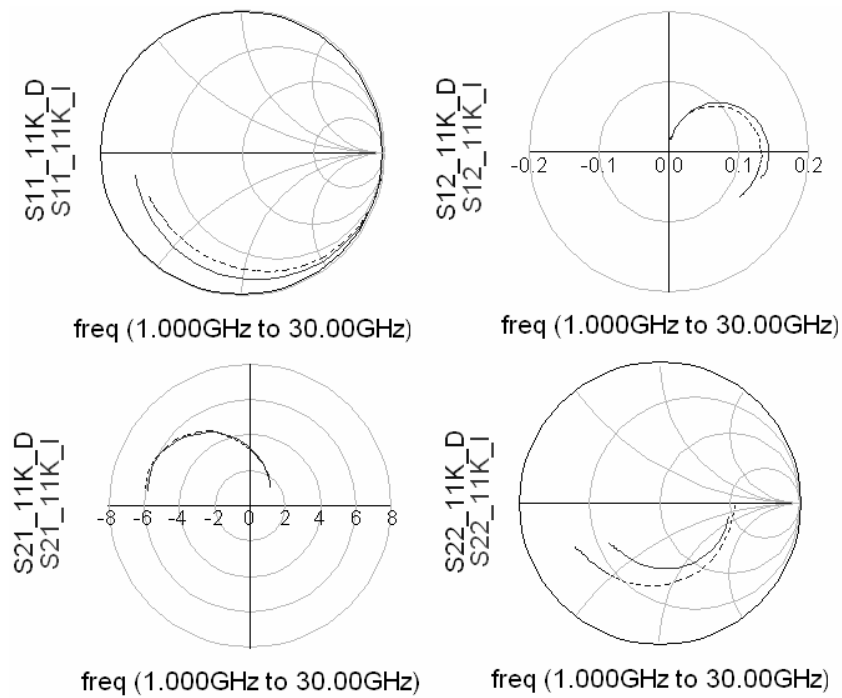 S11_11K_D
S11_11K_I
freq (1.000GHz to 30.00GHz)
S12_11K_D
S12_11K_I
-0.2 -0.1 0.0 0.1 0.2
freq (1.000GHz to 30.00GHz)
S21_11K_D
S21_11K_I
-8 -6 -4 -2 0 2 4 6 8
freq (1.000GHz to 30.00GHz)
S22_11K_D
S22_11K_I
freq (1.000GHz to 30.00GHz)